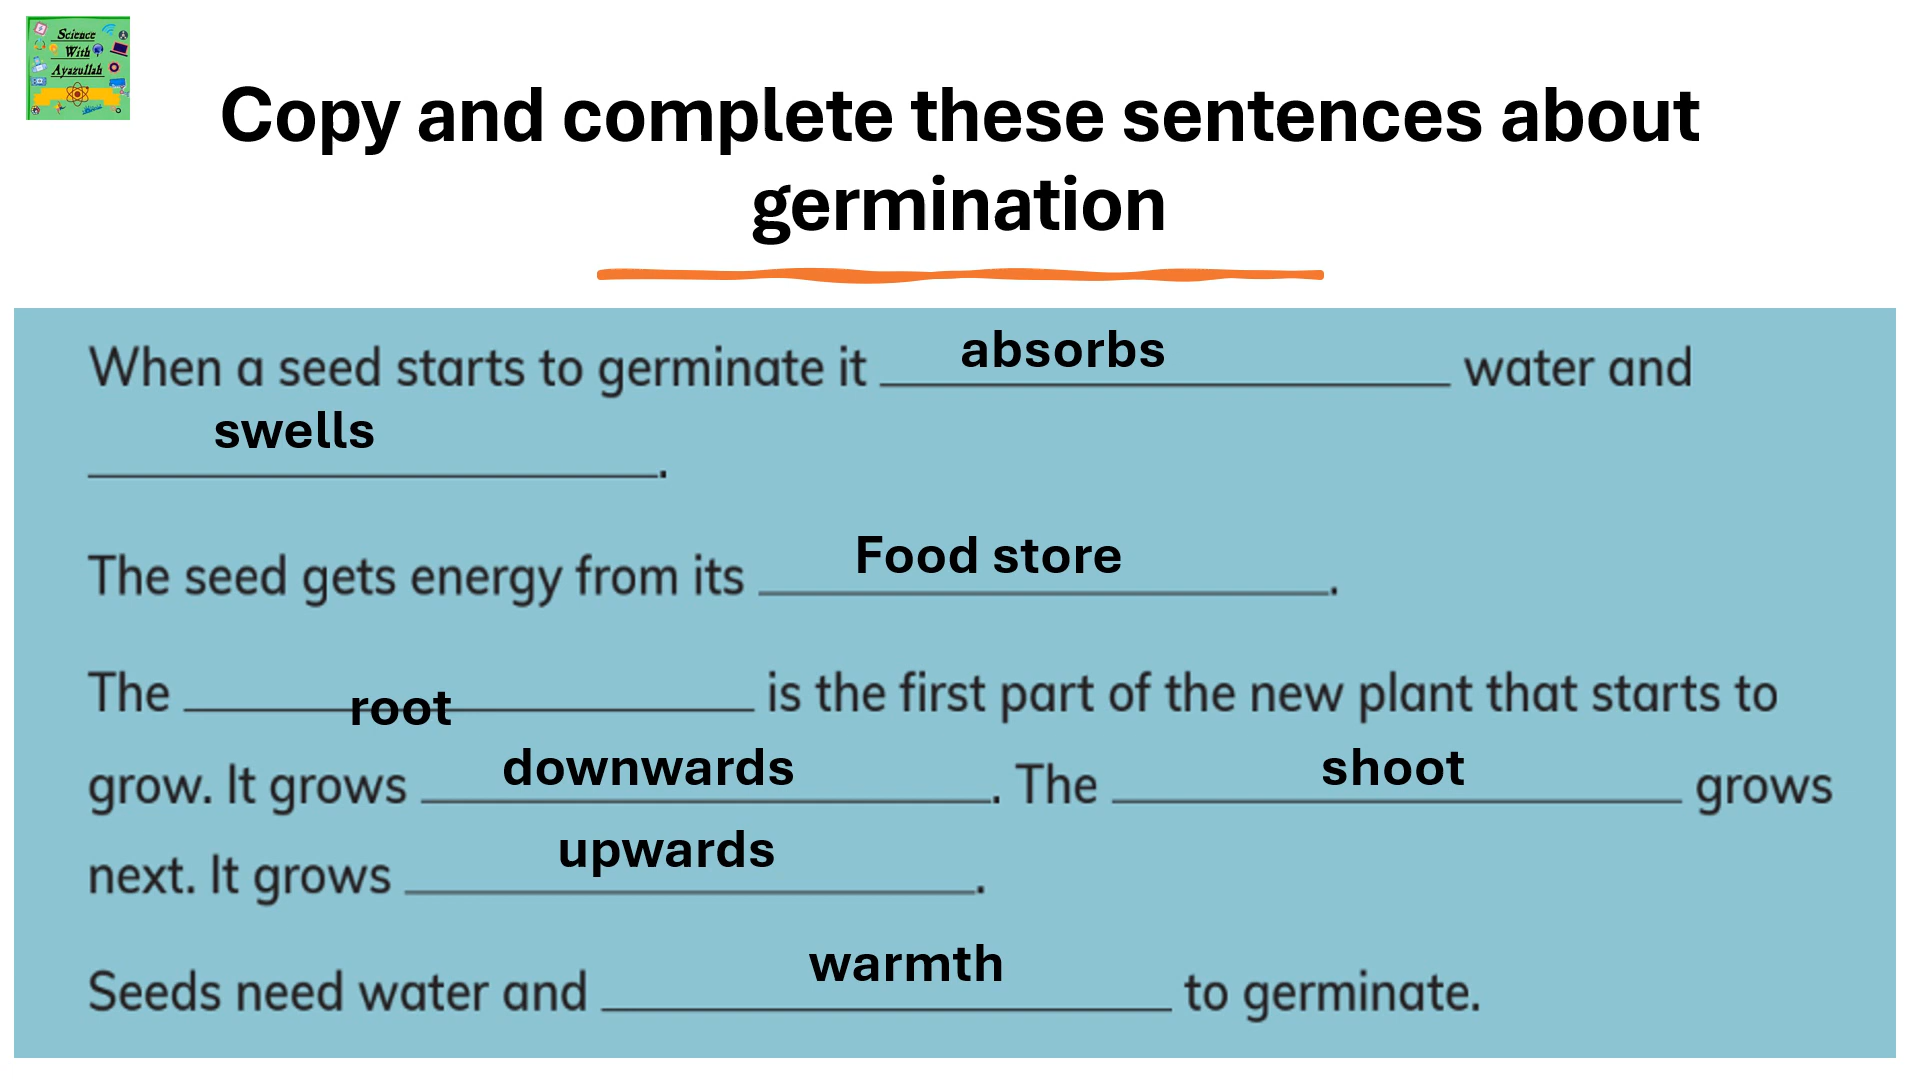 Science
With
Ayazullah
Copy and complete these sentences about
germination
When a seed starts to germinate it absorbs water and
swells.
The seed gets energy from its Food store.
The root is the first part of the new plant that starts to
grow. It grows downwards. The shoot grows
next. It grows upwards.
Seeds need water and warmth to germinate.